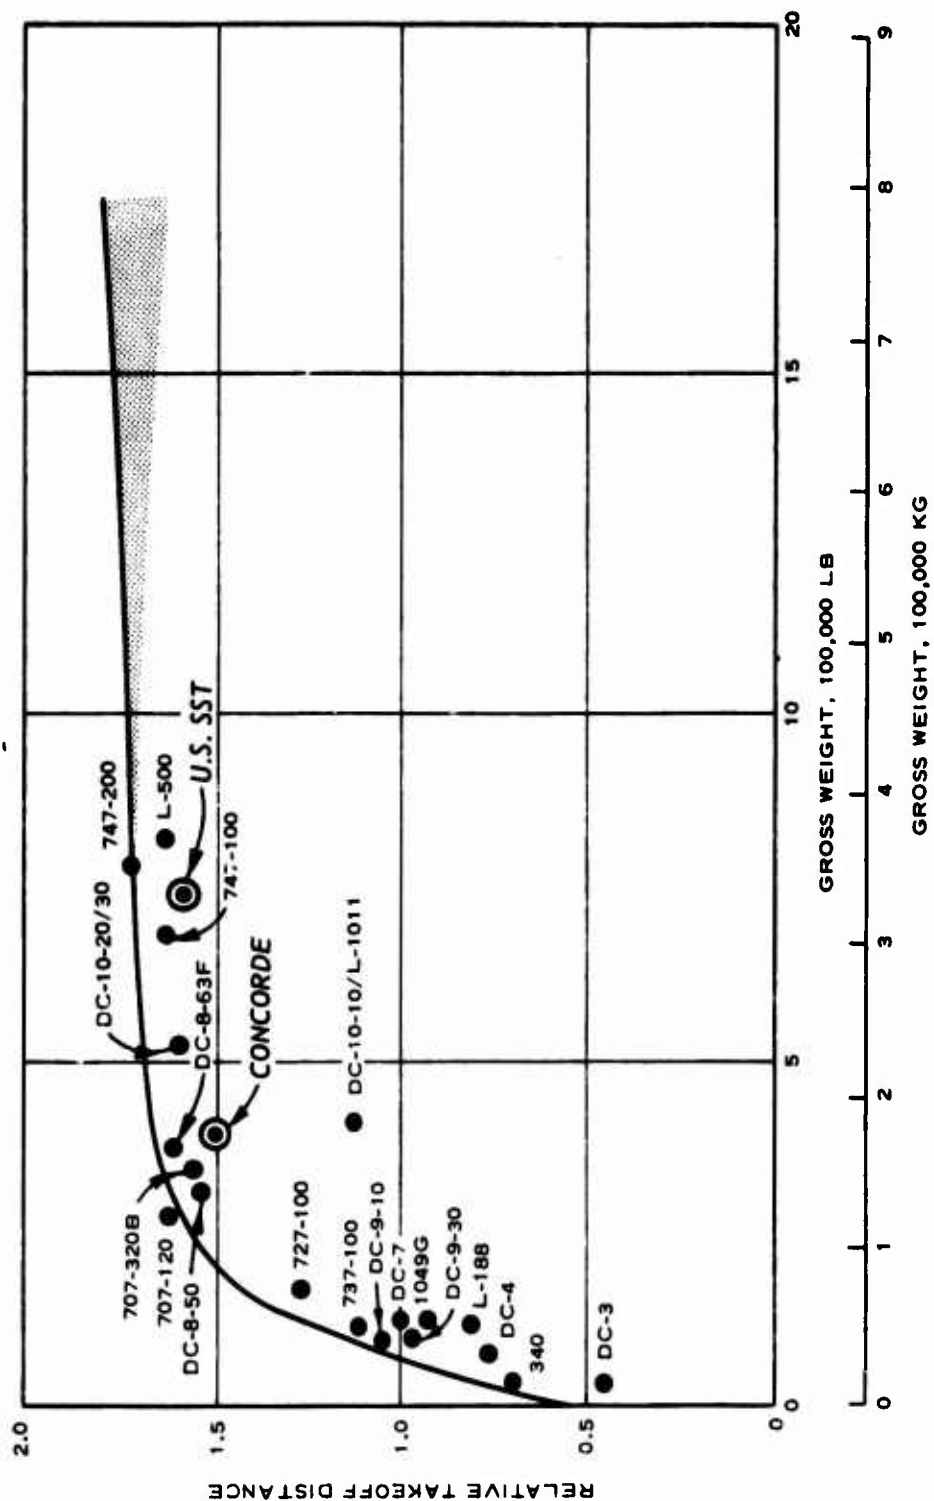 RELATIVE TAKEOFF DISTANCE
2.0
1.5
1.0
0.5
0
747-200
DC-10-20/30
L-500
U.S. SST
747-100
DC-8-63F
CONCORDE
707-320B
707-120
DC-8-50
DC-10-10/L-1011
727-100
737-100
DC-9-10
DC-7
1049G
DC-9-30
L-188
DC-4
340
DC-3
0
5
10
15
20
GROSS WEIGHT, 100,000 LB
0
1
2
3
4
5
6
7
8
9
GROSS WEIGHT, 100,000 KG